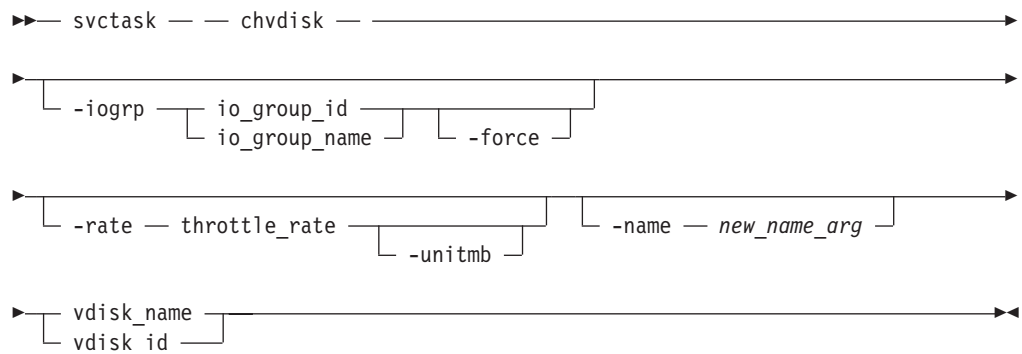 svctask chvdisk
-iogrp io_group_id
io_group_name -force
-rate throttle_rate -name new_name_arg
-unitmb
vdisk_name
vdisk id